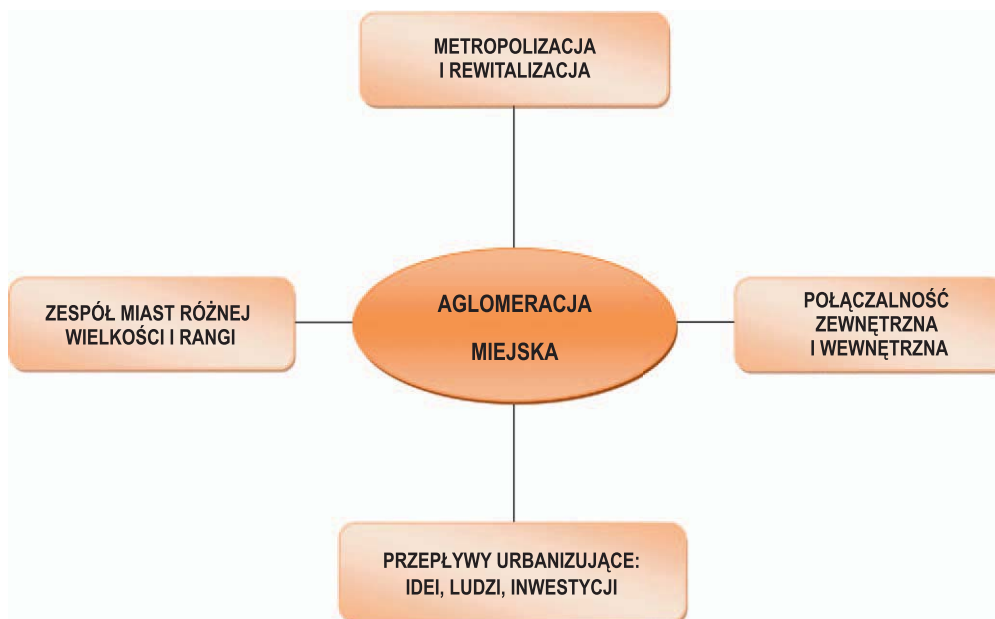 METROPOLIZACJA
I REWITALIZACJA
ZESPÓŁ MIAST RÓŻNEJ
WIELKOŚCI I RANGI
AGLOMERACJA
MIEJSKA
POŁĄCZALNOŚĆ
ZEWNĘTRZNA
I WEWNĘTRZNA
PRZEPŁYWY URBANIZUJĄCE:
IDEI, LUDZI, INWESTYCJI